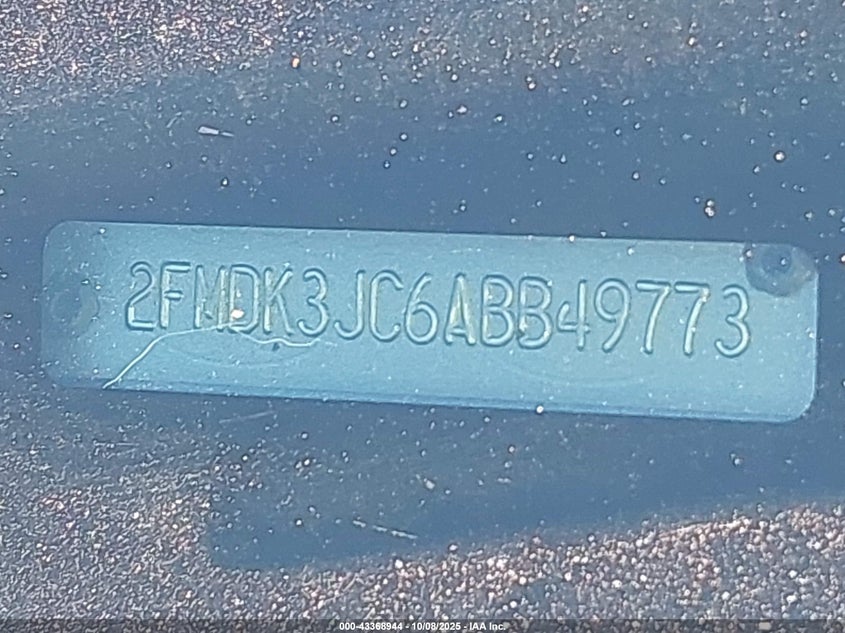 2FMDK3JC6ABB49773
000-43368944 - 10/08/2025 - IAA Inc.